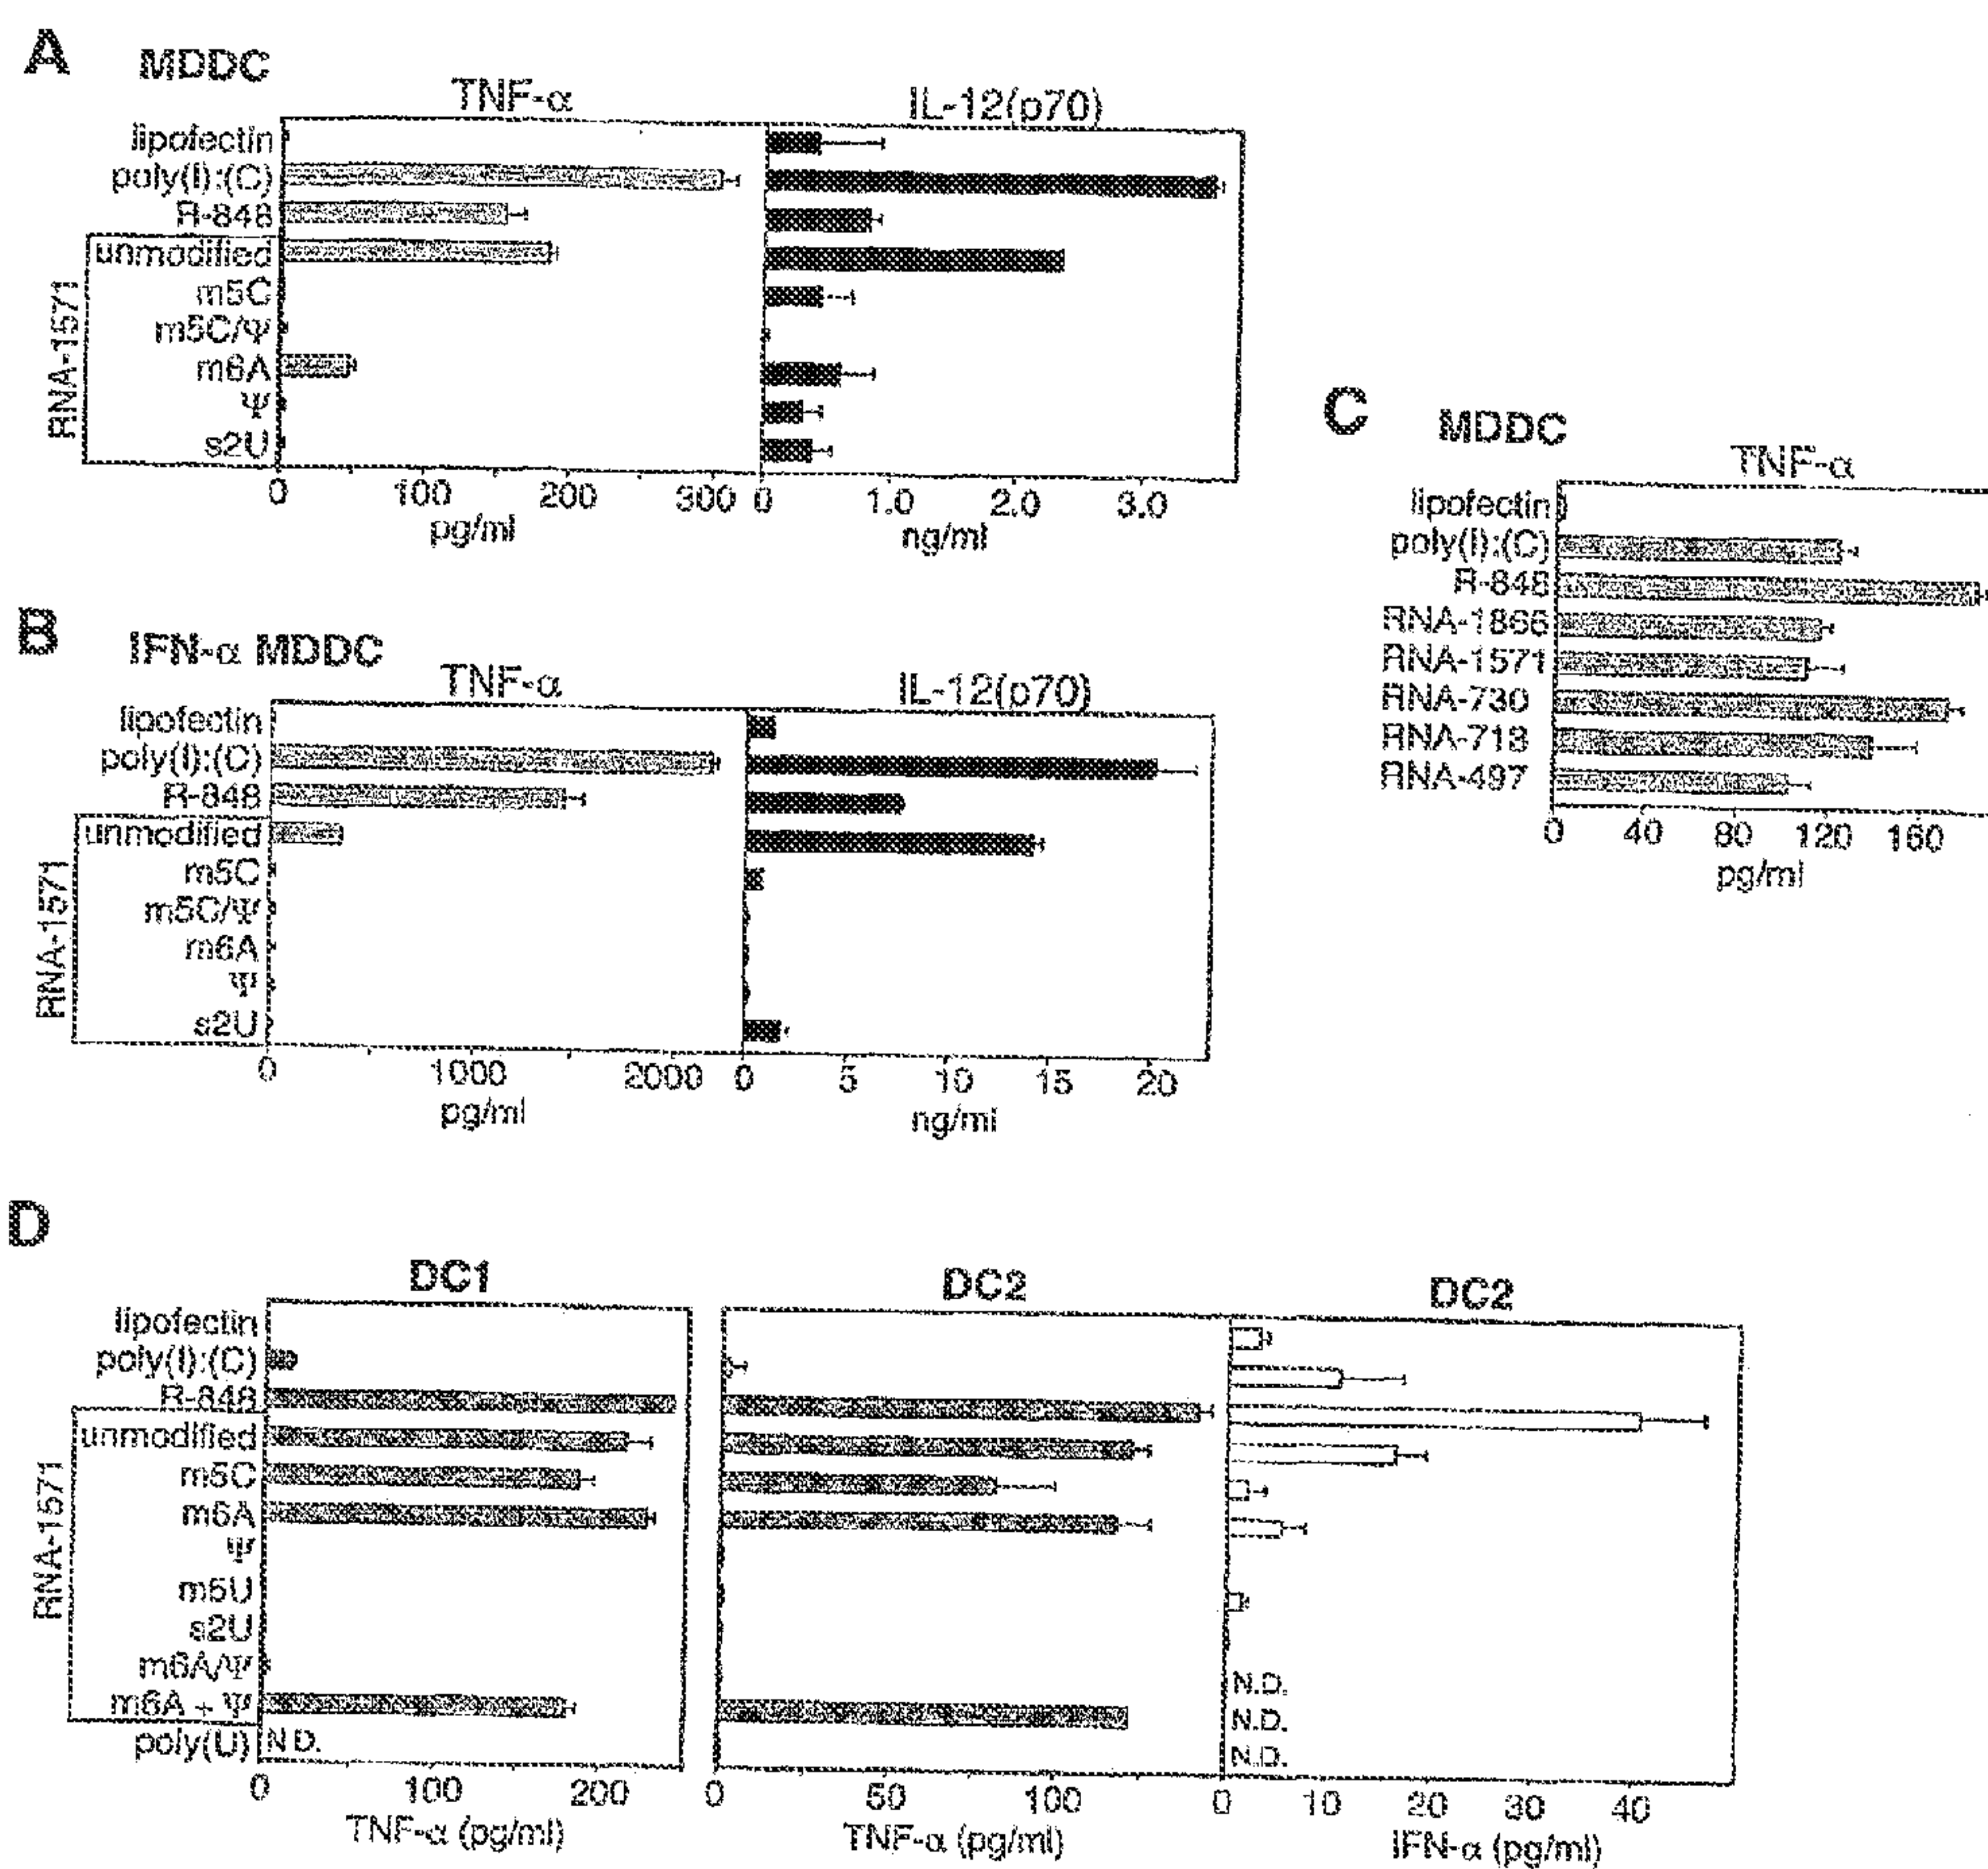 A
MDDC
TNF-α
IL-12(p70)
lipofectin
poly(I):(C)
R-848
unmodified
m5C
m5C/Ψ
m6A
Ψ
s2U
RNA-1571
0 100 200 300
pg/ml
0 1.0 2.0 3.0
ng/ml
B
IFN-α MDDC
TNF-α
IL-12(p70)
lipofectin
poly(I):(C)
R-848
unmodified
m5C
m5C/Ψ
m6A
Ψ
s2U
RNA-1571
0 1000 2000
pg/ml
0 5 10 15 20
ng/ml
C
MDDC
TNF-α
lipofectin
poly(I):(C)
R-848
RNA-1866
RNA-1571
RNA-730
RNA-713
RNA-497
0 40 80 120 160
pg/ml
D
DC1
DC2
DC2
lipofectin
poly(I):(C)
R-848
unmodified
m5C
m6A
Ψ
m5U
s2U
m6A/Ψ
m6A + Ψ
poly(U)
RNA-1571
N.D.
N.D.
N.D.
N.D.
0 100 200
TNF-α (pg/ml)
0 50 100
TNF-α (pg/ml)
0 10 20 30 40
IFN-α (pg/ml)